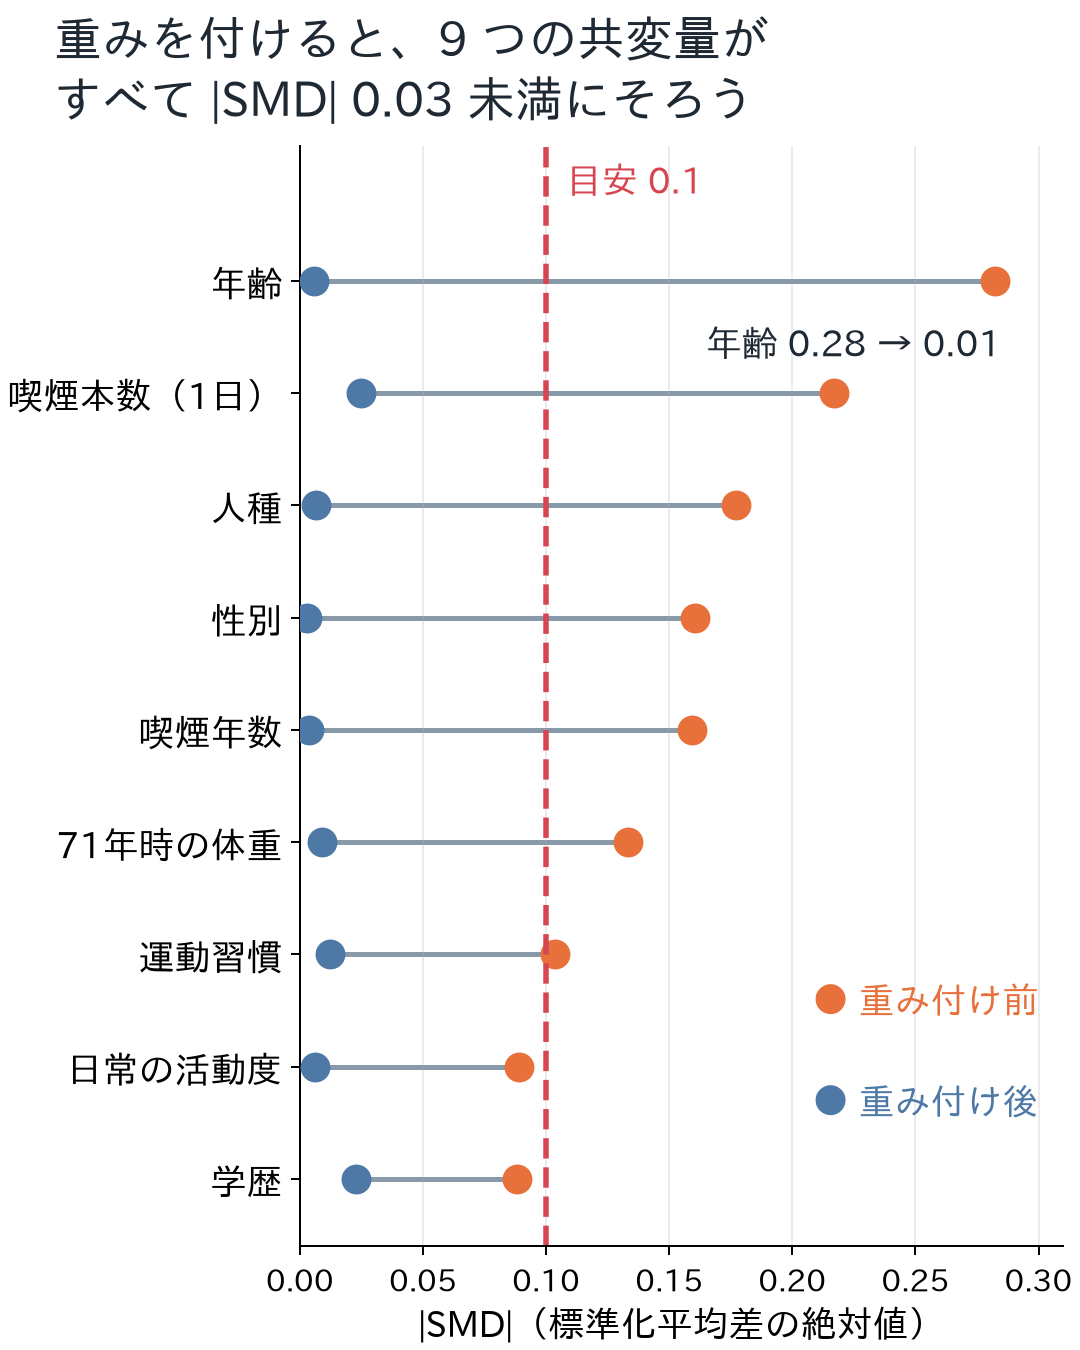 重みを付けると、9 つの共変量が
すべて |SMD| 0.03 未満にそろう
目安 0.1
年齢
年齢 0.28 → 0.01
喫煙本数（1日）
人種
性別
喫煙年数
71年時の体重
運動習慣
重み付け前
日常の活動度
重み付け後
学歴
0.00 0.05 0.10 0.15 0.20 0.25 0.30
|SMD|（標準化平均差の絶対値）